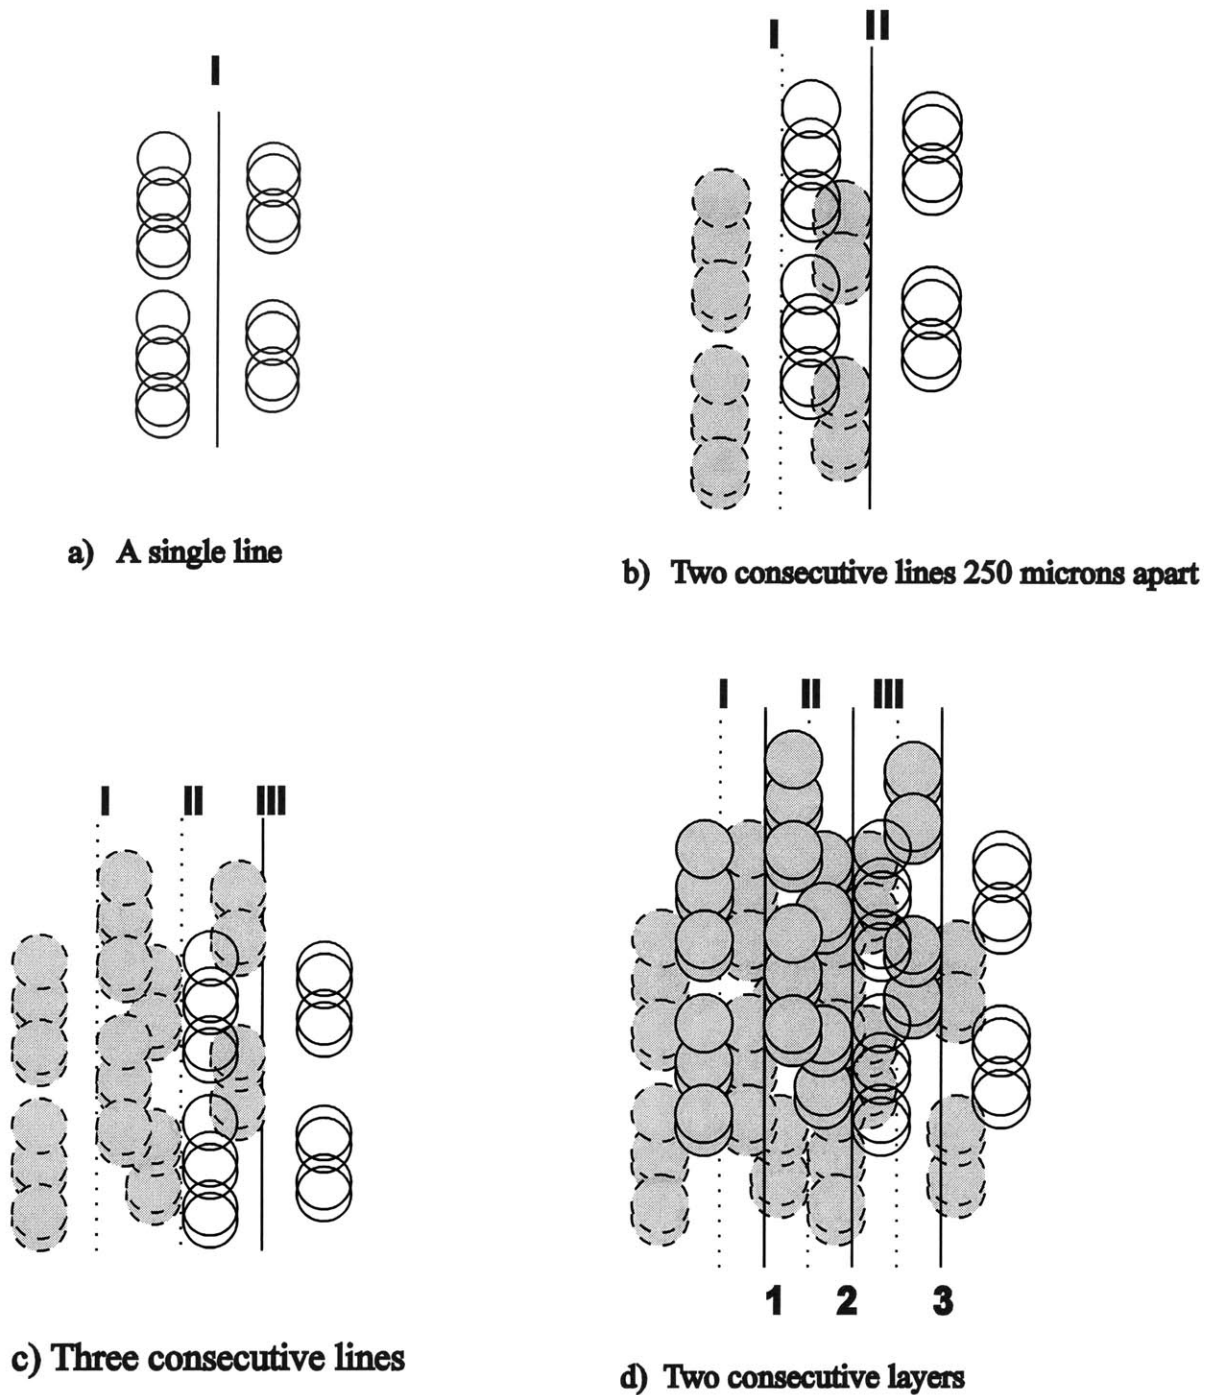 I
I II
a) A single line
b) Two consecutive lines 250 microns apart
I II III
I II III
1 2 3
c) Three consecutive lines
d) Two consecutive layers